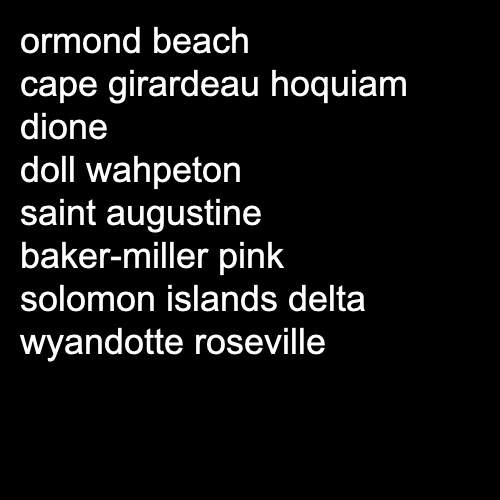 ormond beach
cape girardeau hoquiam
dione
doll wahpeton
saint augustine
baker-miller pink
solomon islands delta
wyandotte roseville